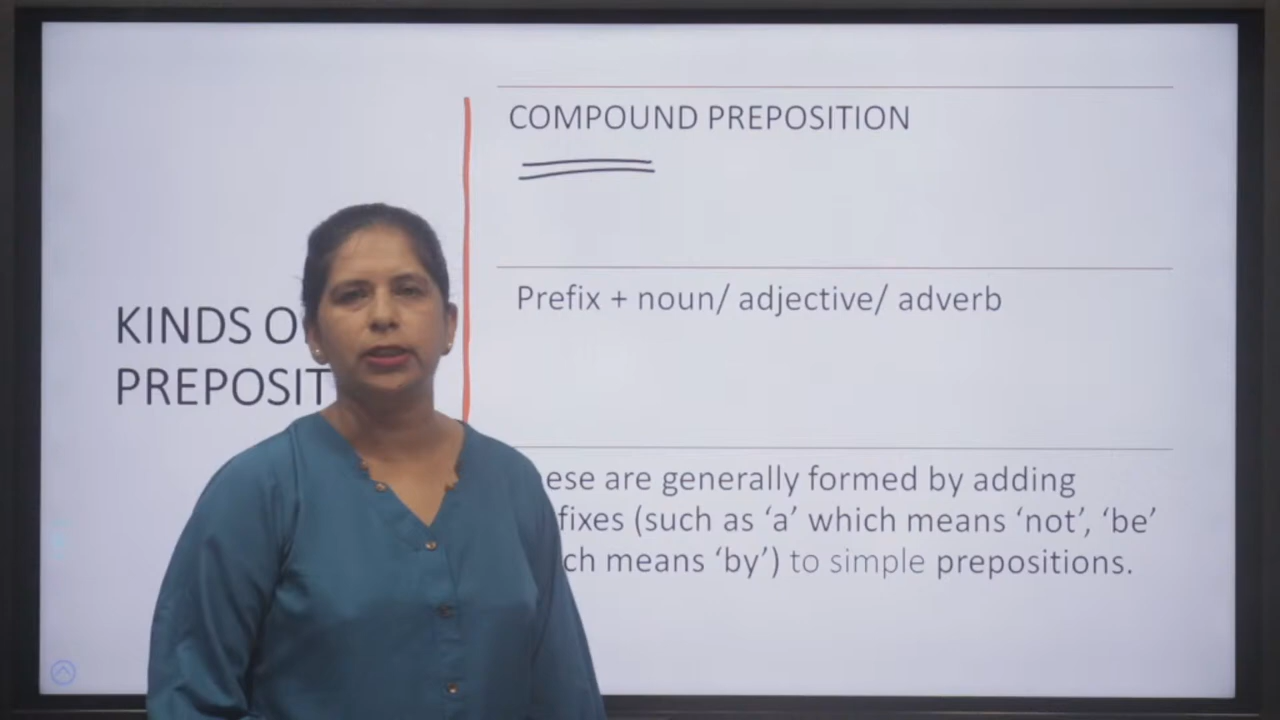 KINDS O
PREPOSIT
COMPOUND PREPOSITION
Prefix + noun/ adjective/ adverb
ese are generally formed by adding
fixes (such as ‘a’ which means ‘not’, ‘be’
ch means ‘by’) to simple prepositions.